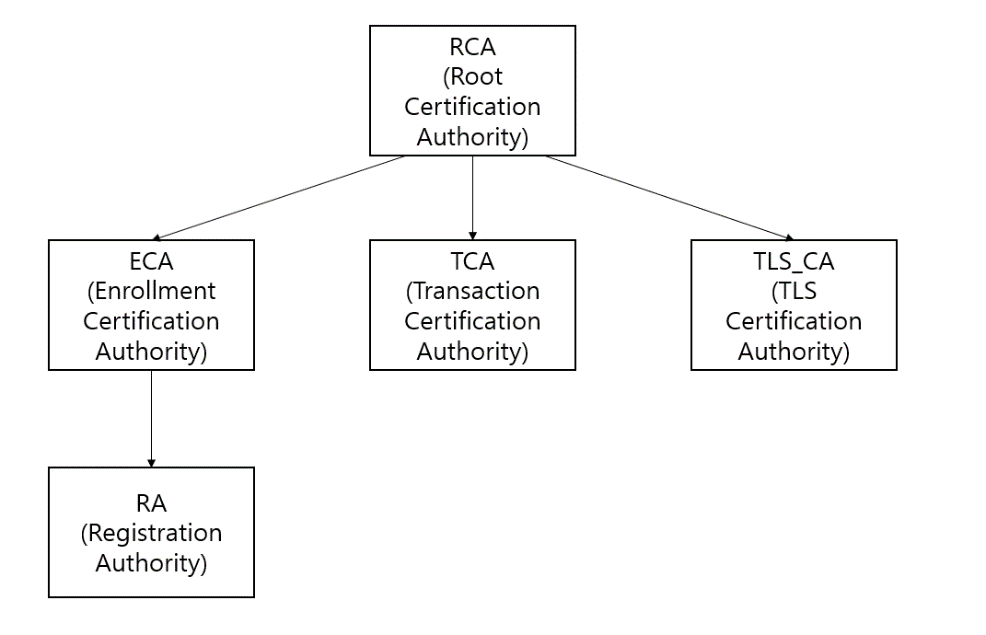 RCA
(Root
Certification
Authority)
ECA
(Enrollment
Certification
Authority)
TCA
(Transaction
Certification
Authority)
TLS_CA
(TLS
Certification
Authority)
RA
(Registration
Authority)